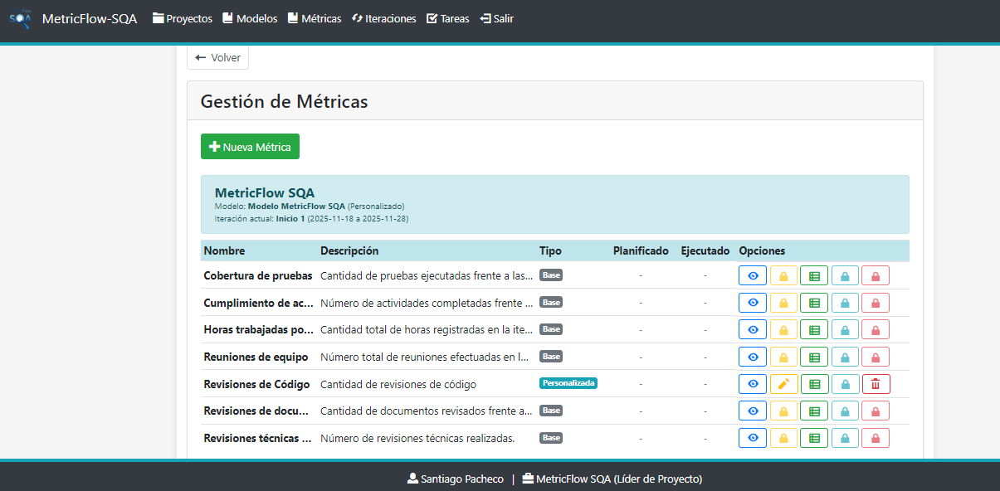 SQA MetricFlow-SQA Proyectos Modelos Métricas Iteraciones Tareas Salir
Volver
Gestión de Métricas
Nueva Métrica
MetricFlow SQA
Modelo: Modelo MetricFlow SQA (Personalizado)
Iteración actual: Inicio 1 (2025-11-18 a 2025-11-28)
Nombre Descripción Tipo Planificado Ejecutado Opciones
Cobertura de pruebas Cantidad de pruebas ejecutadas frente a las... Base - -
Cumplimiento de ac... Número de actividades completadas frente ... Base - -
Horas trabajadas po... Cantidad total de horas registradas en la ite... Base - -
Reuniones de equipo Número total de reuniones efectuadas en l... Base - -
Revisiones de Código Cantidad de revisiones de código Personalizada - -
Revisiones de docu... Cantidad de documentos revisados frente a... Base - -
Revisiones técnicas ... Número de revisiones técnicas realizadas. Base - -
Santiago Pacheco | MetricFlow SQA (Líder de Proyecto)